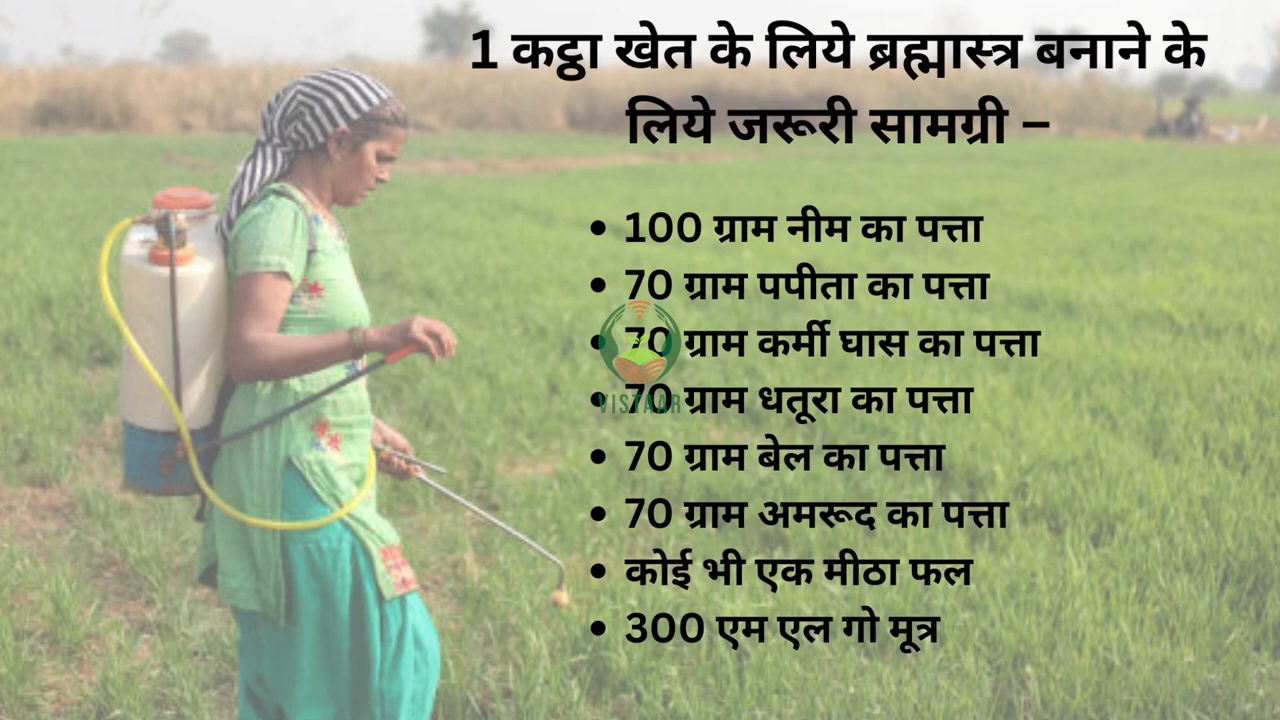 1 कट्ठा खेत के लिये ब्रह्मास्त्र बनाने के
लिये जरूरी सामग्री –
• 100 ग्राम नीम का पत्ता
• 70 ग्राम पपीता का पत्ता
• 70 ग्राम कर्मी घास का पत्ता
• 70 ग्राम धतूरा का पत्ता
• 70 ग्राम बेल का पत्ता
• 70 ग्राम अमरूद का पत्ता
• कोई भी एक मीठा फल
• 300 एम एल गो मूत्र
VISTAAR